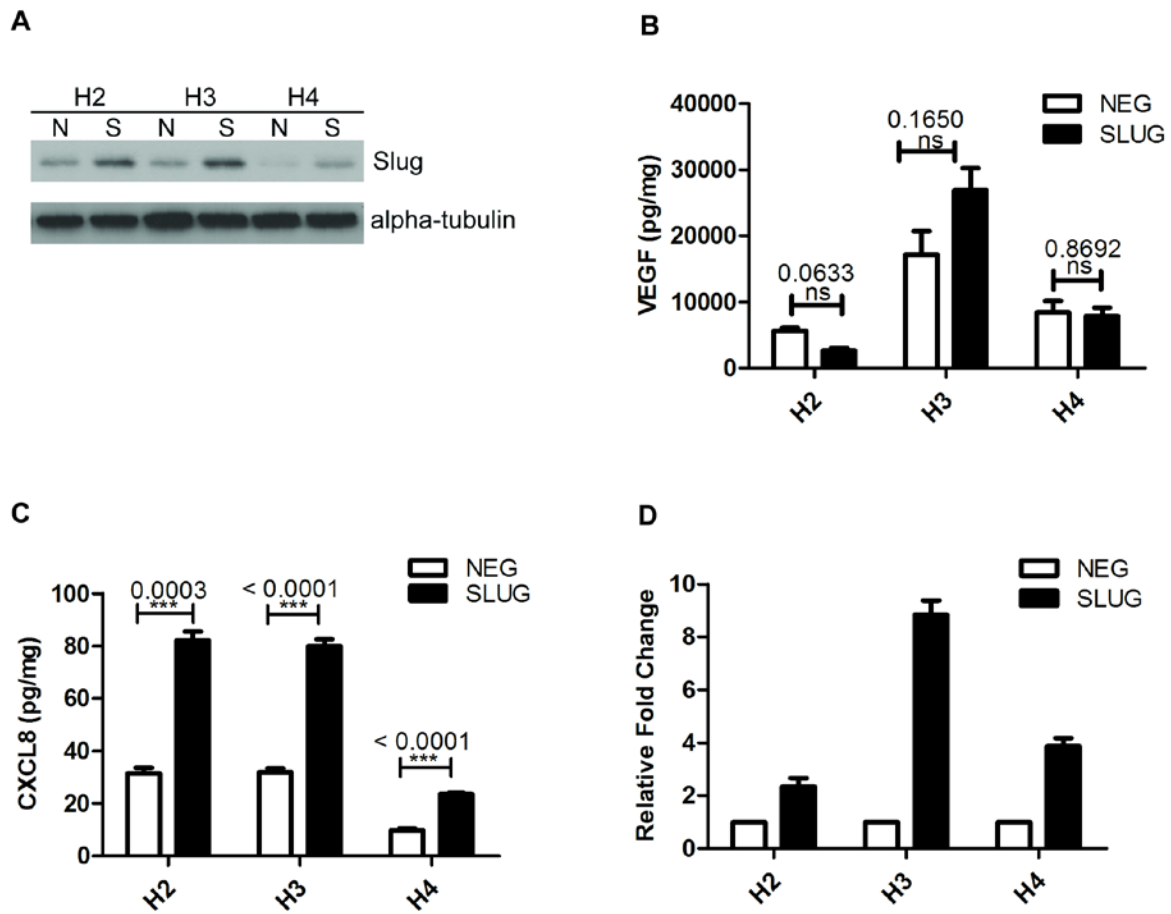 A
H2 H3 H4
N S N S N S
Slug
alpha-tubulin
B
NEG
SLUG
VEGF (pg/mg)
40000
30000
20000
10000
0
0.0633
ns
0.1650
ns
0.8692
ns
H2 H3 H4
C
NEG
SLUG
CXCL8 (pg/mg)
100
80
60
40
20
0
0.0003
***
< 0.0001
***
< 0.0001
***
H2 H3 H4
D
NEG
SLUG
Relative Fold Change
10
8
6
4
2
0
H2 H3 H4